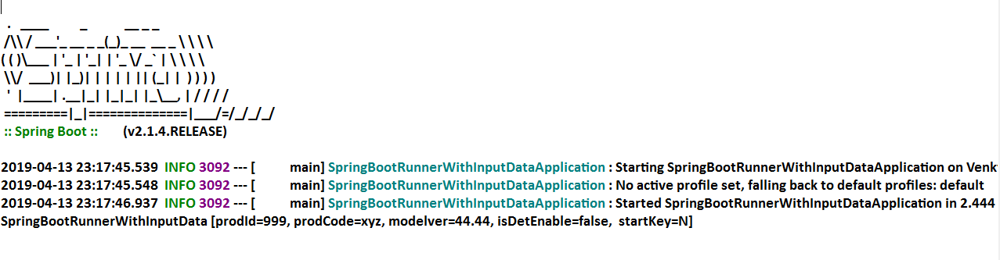 .   ____          _            __ _ _
 /\\ / ___'_ __ _ _(_)_ __  __ _ \ \ \ \
( ( )\___ | '_ | '_| | '_ \/ _` | \ \ \ \
 \\/  ___)| |_)| | | | | || (_| |  ) ) ) )
  '  |____| .__|_| |_|_| |_\__, | / / / /
 =========|_|==============|___/=/_/_/_/
 :: Spring Boot ::        (v2.1.4.RELEASE)
2019-04-13 23:17:45.539  INFO 3092 --- [           main] SpringBootRunnerWithInputDataApplication : Starting SpringBootRunnerWithInputDataApplication on Venk
2019-04-13 23:17:45.548  INFO 3092 --- [           main] SpringBootRunnerWithInputDataApplication : No active profile set, falling back to default profiles: default
2019-04-13 23:17:46.937  INFO 3092 --- [           main] SpringBootRunnerWithInputDataApplication : Started SpringBootRunnerWithInputDataApplication in 2.444
SpringBootRunnerWithInputData [prodId=999, prodCode=xyz, modelver=44.44, isDetEnable=false,  startKey=N]